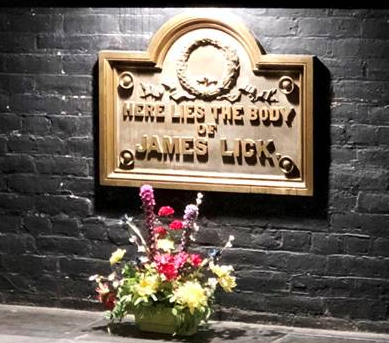 HERE LIES THE BODY
OF
JAMES LICK